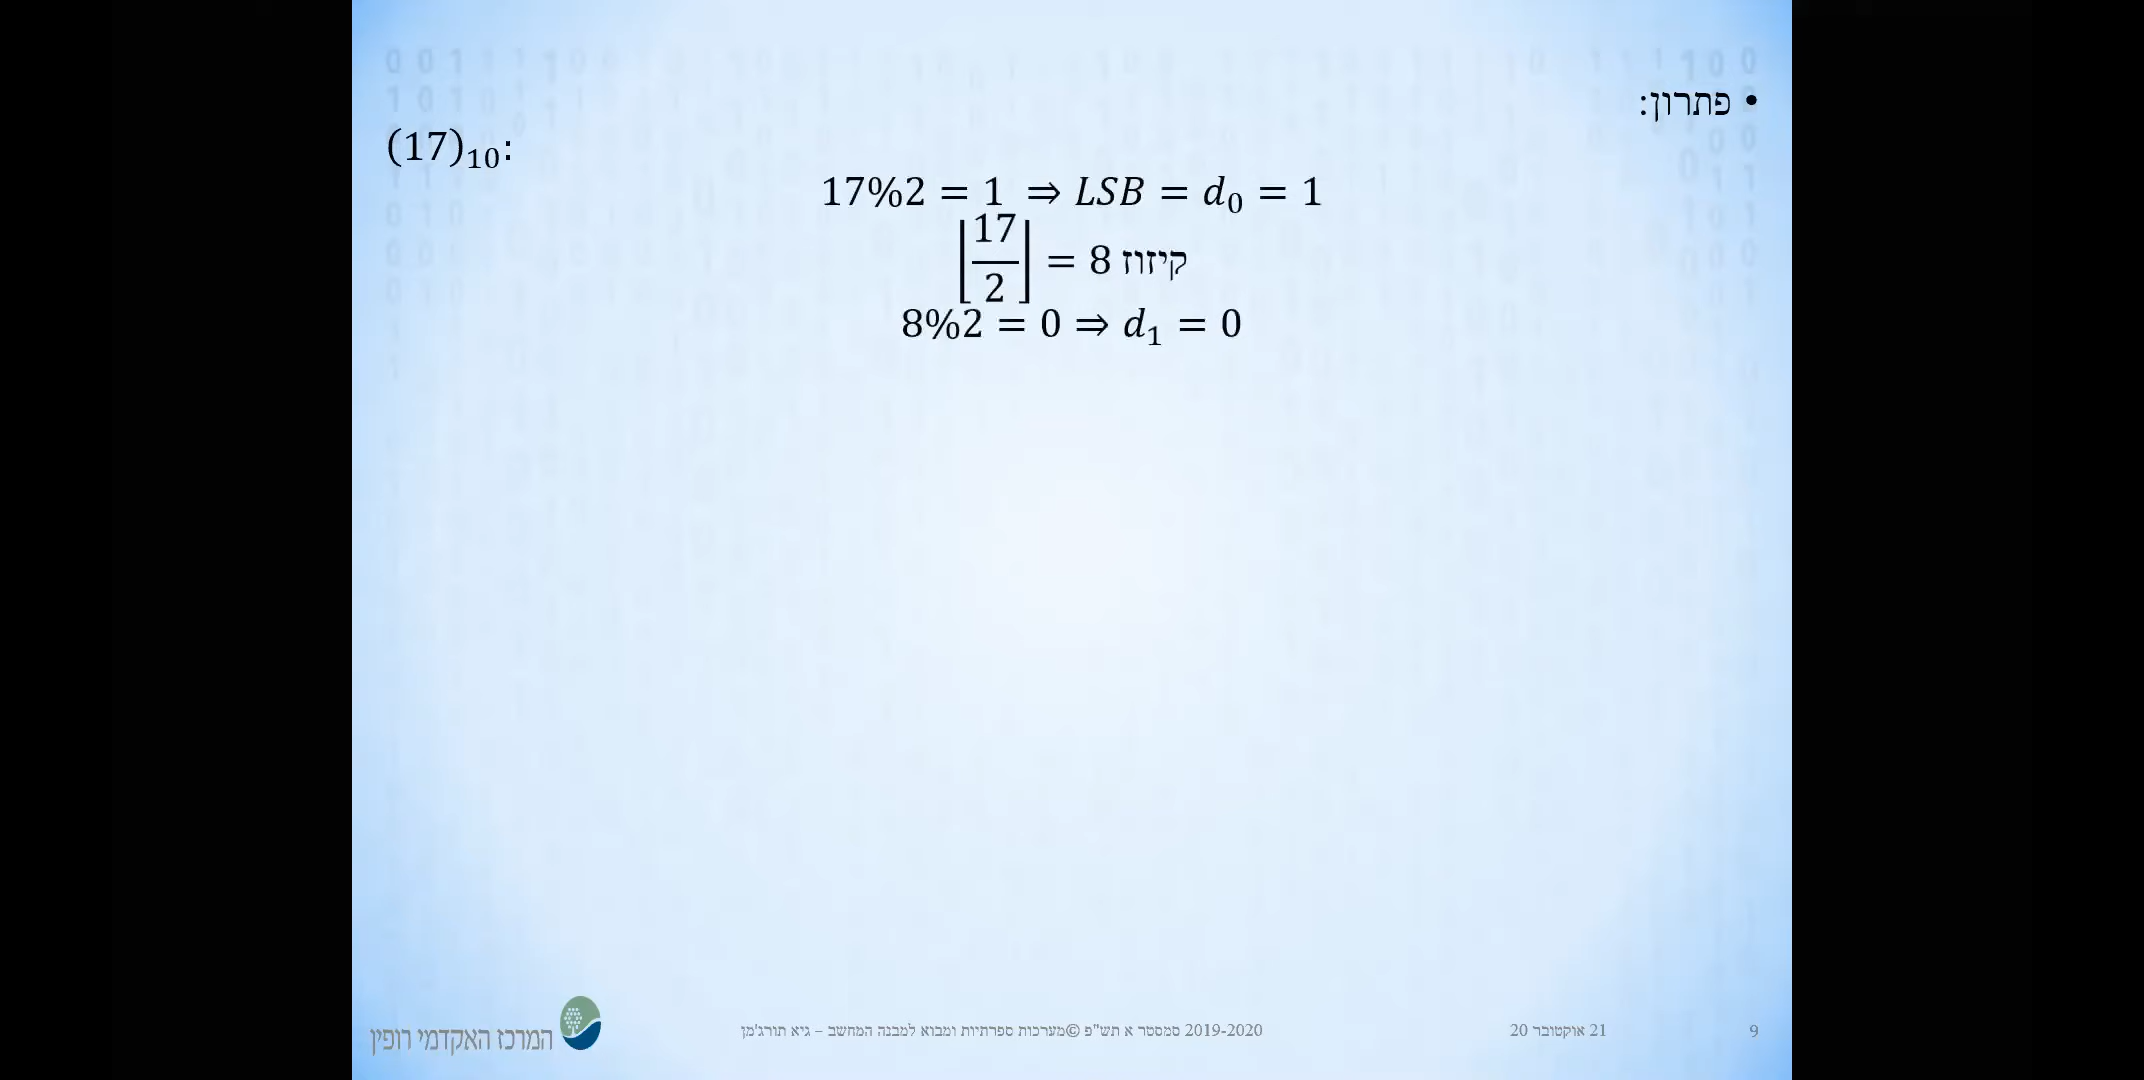 • פתרון:
(17)₁₀:
17%2 = 1 ⇒ LSB = d₀ = 1
⌊17/2⌋ = 8 קיזוז
8%2 = 0 ⇒ d₁ = 0
המרכז האקדמי רופין
2019-2020 סמסטר א תש"פ ©מערכות ספרתיות ומבוא למבנה המחשב – גיא תורג'מן
21 אוקטובר 20
9